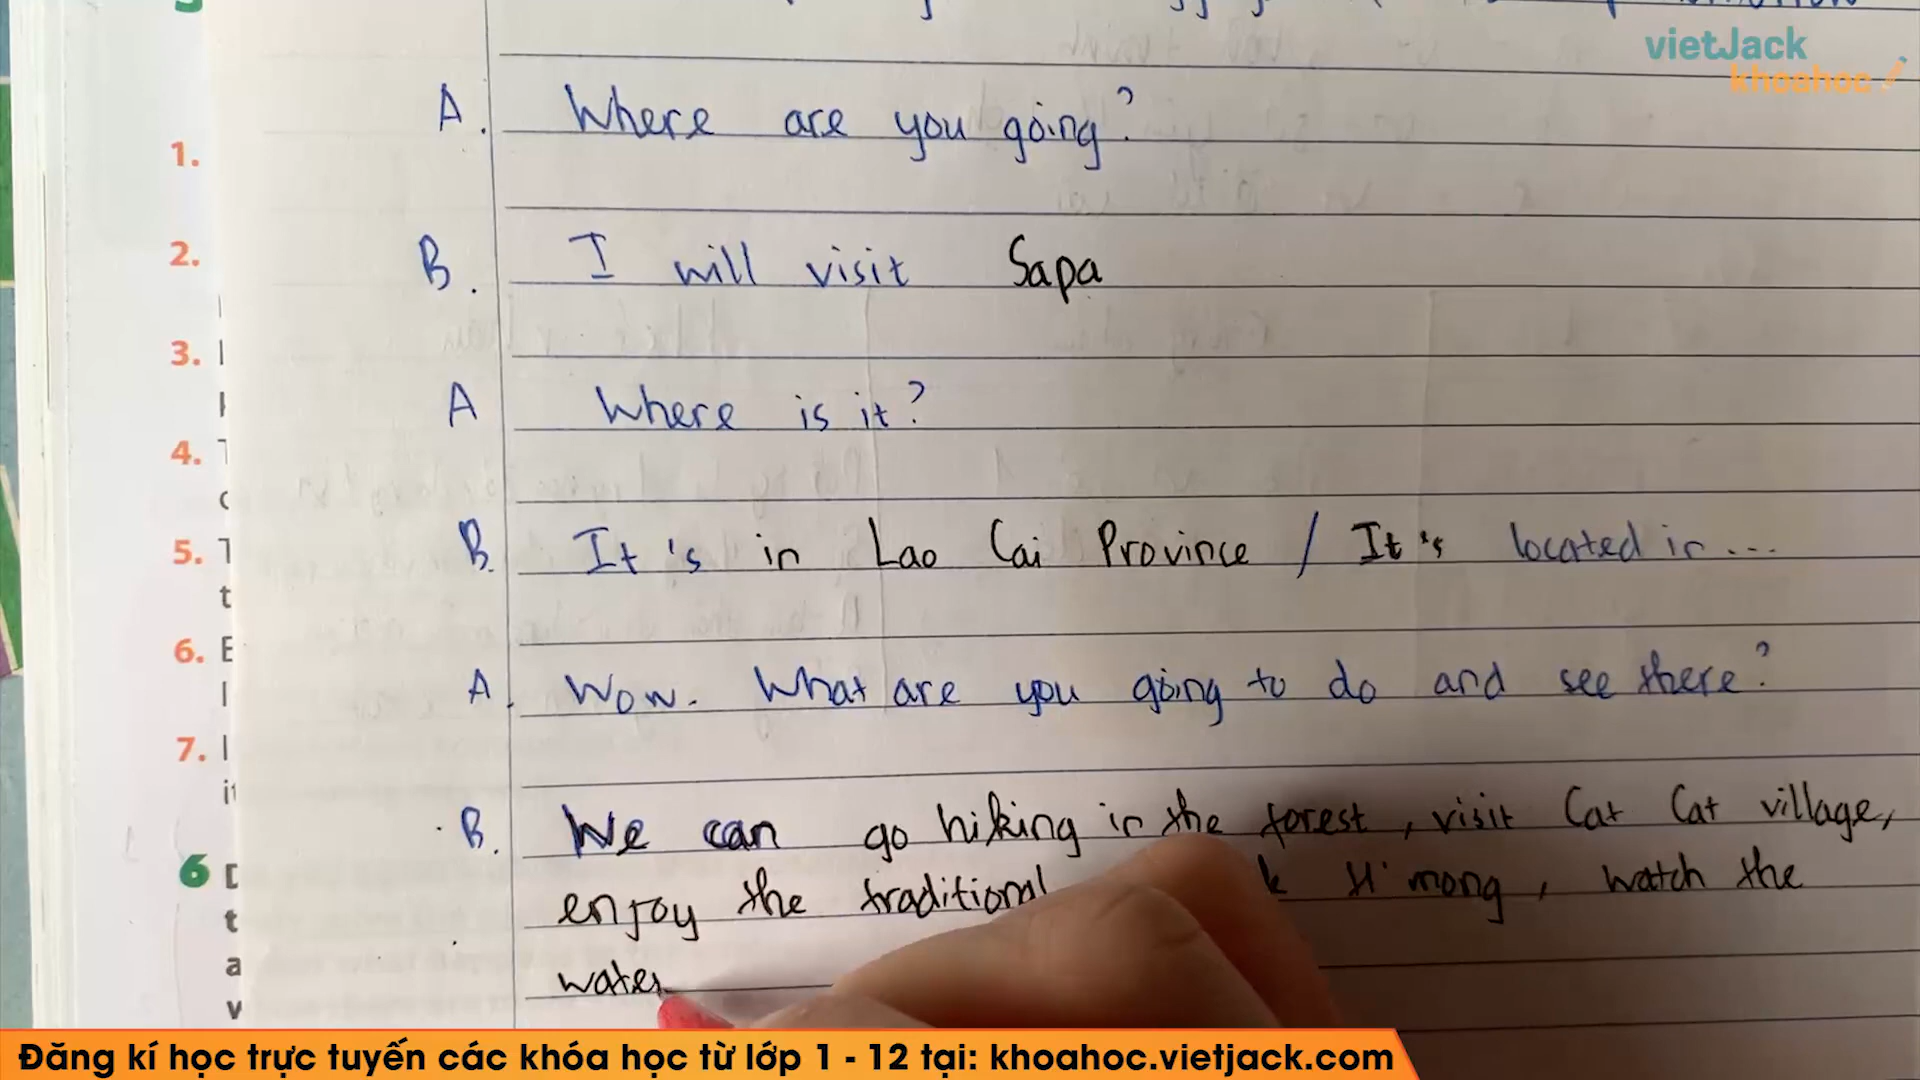 vietJack
khoahoc
A. Where are you going?
1.
B. I will visit Sapa
2.
3. I
A Where is it?
4.
B. It's in Lao Cai Province / It's located in ...
5.
t
6. E
A. Wow. What are you going to do and see there?
7. I
B. We can go hiking in the forest, visit Cat Cat village,
6
enjoy the traditional H'mong, watch the
t
a
water
v
Đăng kí học trực tuyến các khóa học từ lớp 1 - 12 tại: khoahoc.vietjack.com